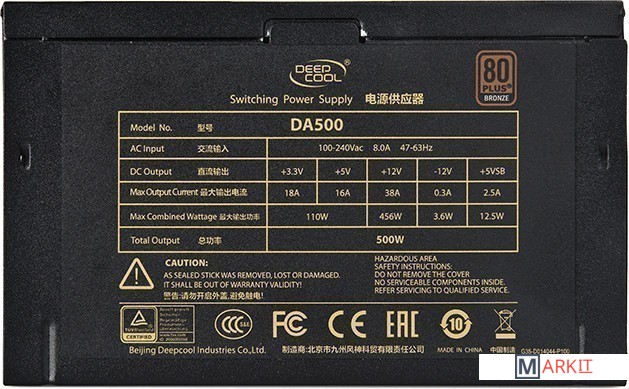 DEEP
COOL ®
80
PLUS®
BRONZE
Switching Power Supply 电源供应器
Model No. 型号 DA500
AC Input 交流输入 100-240Vac 8.0A 47-63Hz
DC Output 直流输出 +3.3V +5V +12V -12V +5VSB
Max Output Current 最大输出电流 18A 16A 38A 0.3A 2.5A
Max Combined Wattage 最大输出功率 110W 456W 3.6W 12.5W
Total Output 总功率 500W
CAUTION:
AS SEALED STICK WAS REMOVED, LOST OR DAMAGED.
IT SHALL BE OUT OF WARRANTY VALIDITY!
警告:请勿开启外盖,避免触电!
HAZARDOUS AREA
SAFETY INSTRUCTIONS:
DO NOT REMOVE THE COVER
NO SERVICEABLE COMPONENTS INSIDE.
REFER SERVICING TO QUALIFIED SERVICES.
TÜV
CERTIFIED
CCC S&E
FC CE EAC 10
中国制造
Beijing Deepcool Industries Co., Ltd. 制造商:北京市九州风神科贸有限责任公司
G35-D014044-P100
MARKIT